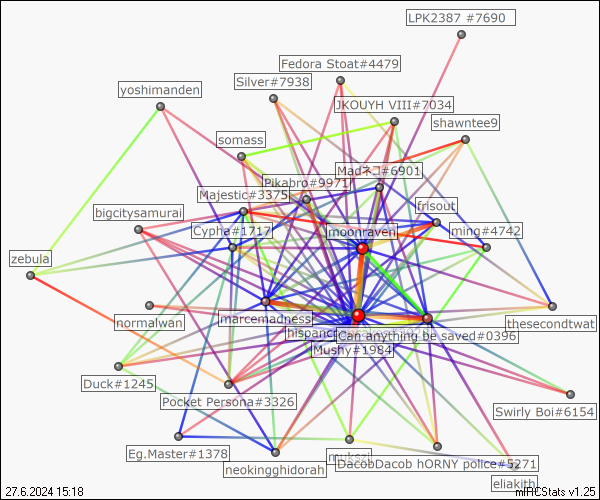 LPK2387 #7690
Fedora Stoat#4479
Silver#7938
yoshimanden
JKOUYH VIII#7034
shawntee9
somass
Madネコ#6901
Pikabro#9971
Majestic#3375
frisout
bigcitysamurai
Cypha#1717
moonraven
ming#4742
zebula
marcemadness
normalwan
thesecondtwat
Can anything be saved#0396
Mushy#1984
Duck#1245
Pocket Persona#3326
Swirly Boi#6154
Eg.Master#1378
neokingghidorah
DacobDacob hORNY police#5271
eliakith
27.6.2024 15:18
mIRCStats v1.25